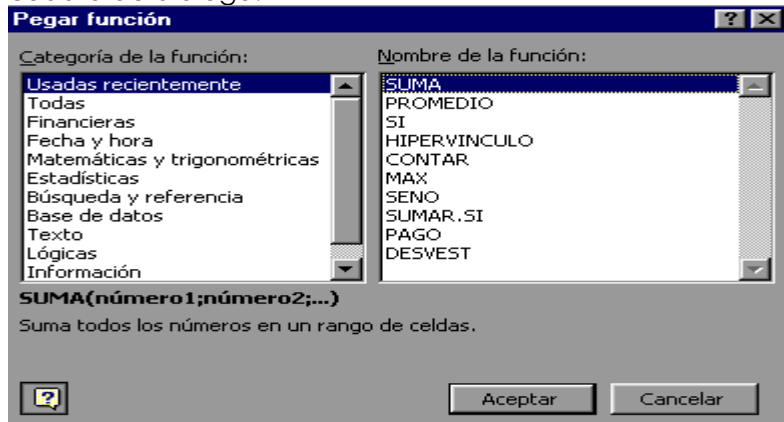 Pegar función
Categoría de la función:
Usadas recientemente
Todas
Financieras
Fecha y hora
Matemáticas y trigonométricas
Estadísticas
Búsqueda y referencia
Base de datos
Texto
Lógicas
Información
Nombre de la función:
SUMA
PROMEDIO
SI
HIPERVINCULO
CONTAR
MAX
SENO
SUMAR.SI
PAGO
DESVEST
SUMA(número1;número2;...)
Suma todos los números en un rango de celdas.
Aceptar
Cancelar